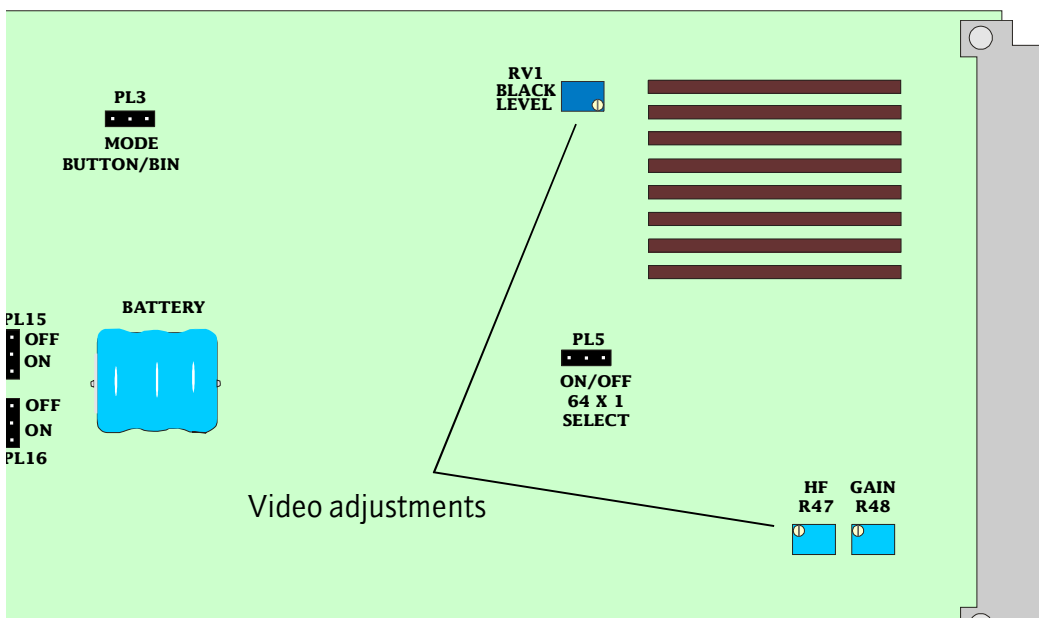 RV1
BLACK
LEVEL
PL3
MODE
BUTTON/BIN
BATTERY
PL15
OFF
ON
OFF
ON
PL16
PL5
ON/OFF
64 X 1
SELECT
Video adjustments
HF GAIN
R47 R48